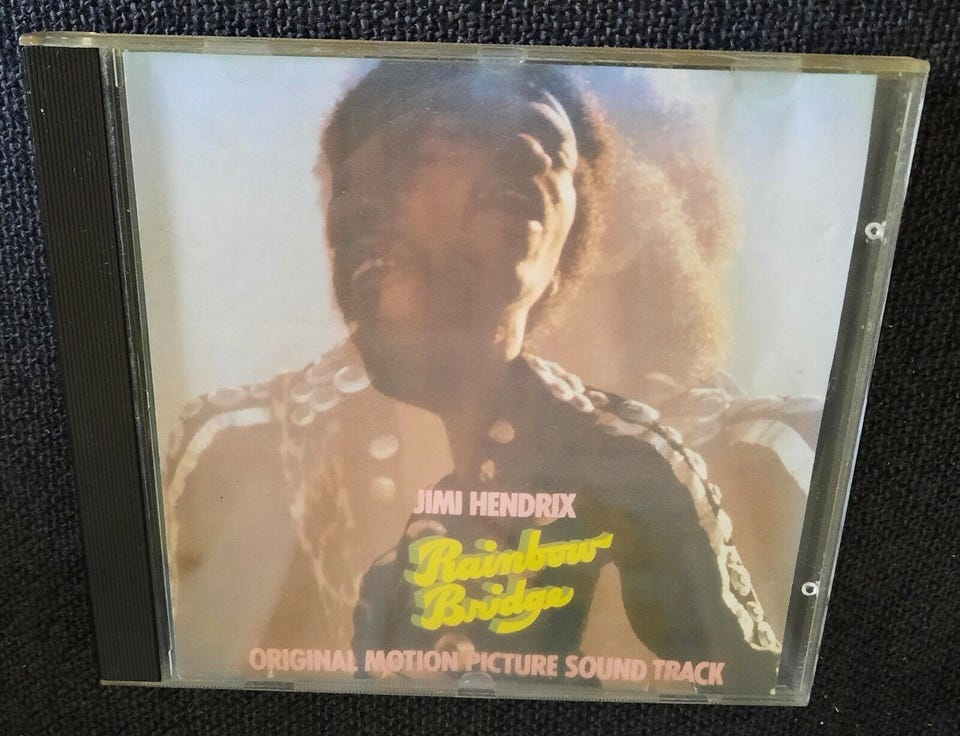 JIMI HENDRIX
Rainbow
Bridge
ORIGINAL MOTION PICTURE SOUND TRACK